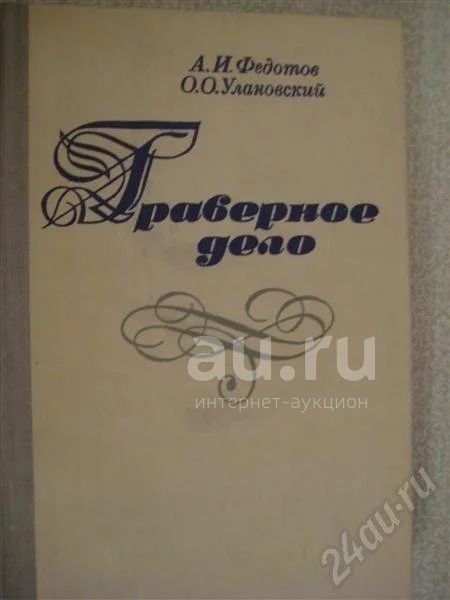 А. И. Федотов
О. О. Улановский
Граверное
дело
au.ru
интернет-аукцион
24au.ru